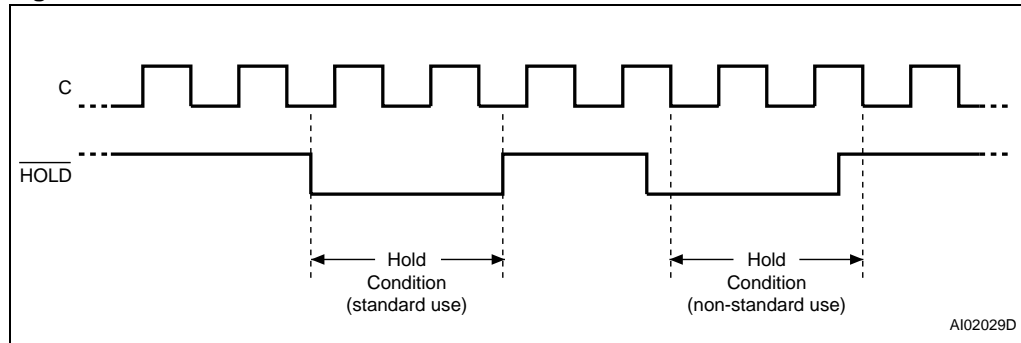 C
HOLD
Hold
Condition
(standard use)
Hold
Condition
(non-standard use)
AI02029D